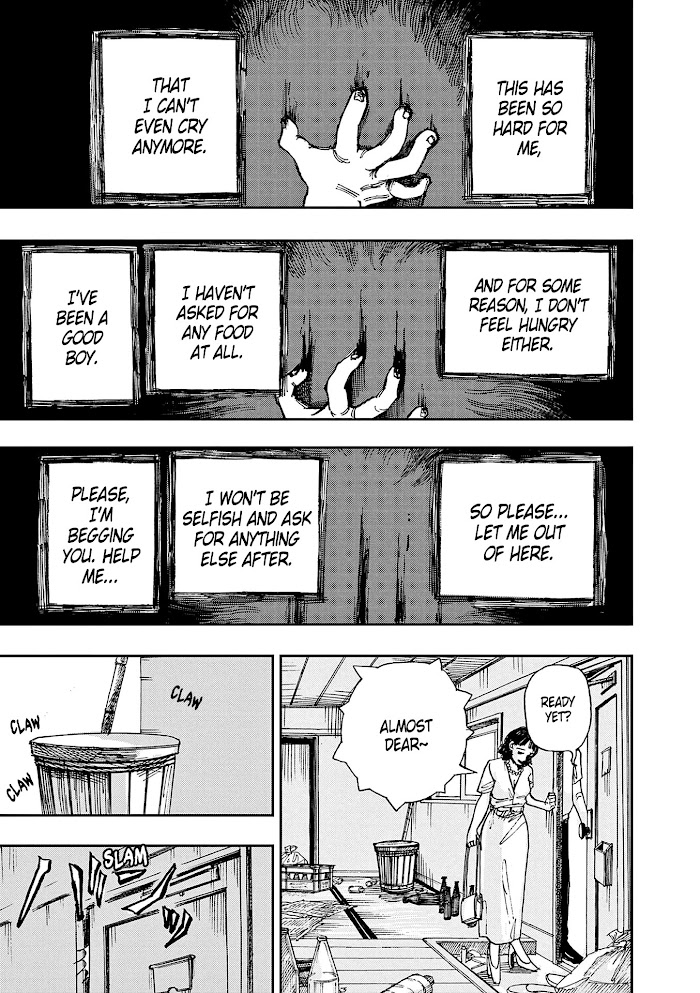 THIS HAS
BEEN SO
HARD FOR
ME,
THAT
I CAN'T
EVEN CRY
ANYMORE.
AND FOR SOME
REASON, I DON'T
FEEL HUNGRY
EITHER.
I HAVEN'T
ASKED FOR
ANY FOOD
AT ALL.
I'VE
BEEN A
GOOD
BOY.
SO PLEASE...
LET ME OUT
OF HERE.
I WON'T BE
SELFISH AND ASK
FOR ANYTHING
ELSE AFTER.
PLEASE,
I'M
BEGGING
YOU. HELP
ME...
READY
YET?
ALMOST
DEAR~
CLAW
CLAW
CLAW
SLAM